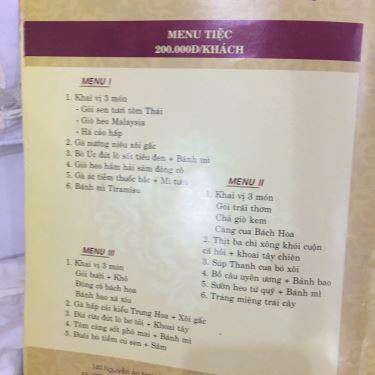 MENU TIỆC
200.000Đ/KHÁCH
MENU I
1. Khai vị 3 món
- Gỏi sen tươi tôm Thái
- Giò heo Malaysia
- Há cảo hấp
2. Gà nướng niêu xôi gấc
3. Bò Úc đút lò sốt tiêu đen + Bánh mì
4. Giò heo hầm hải sâm đông cô
5. Gà ác tiềm thuốc bắc + Mì tươi
6. Bánh mì Tiramisu
MENU II
1. Khai vị 3 món
Gỏi trái thơm
Chả giò kem
Càng cua Bách Hoa
2. Thịt ba chỉ xông khói cuộn
cá hồi + khoai tây chiên
3. Súp Thanh cua bó xôi
4. Bồ câu uyên ương + Bánh bao
5. Sườn heo tứ quý + Bánh mì
6. Tráng miệng trái cây
MENU III
1. Khai vị 3 món
Gỏi bưởi + Khô
Đông cô bách hoa
Bánh bao xá xíu
2. Gà hấp cải kiểu Trung Hoa + Xôi gấc
3. Đùi cừu đút lò bơ tỏi + Khoai tây
4. Tôm càng sốt phô mai + Bánh mì
5. Đuôi bò tiềm củ sen + Sâm